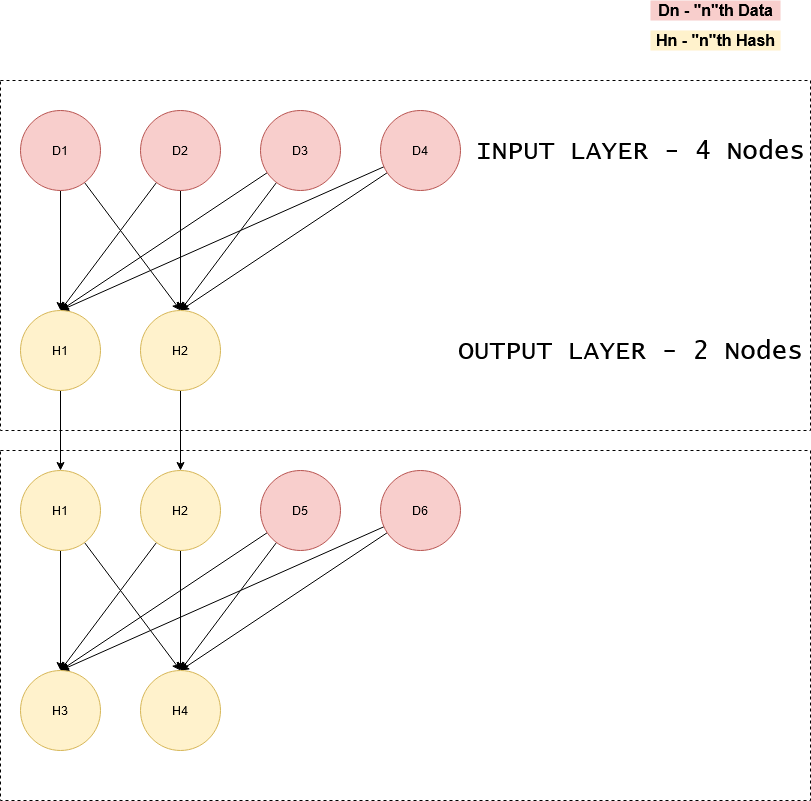 Dn - "n"th Data
Hn - "n"th Hash
D1 D2 D3 D4 INPUT LAYER - 4 Nodes
H1 H2 OUTPUT LAYER - 2 Nodes
H1 H2 D5 D6
H3 H4